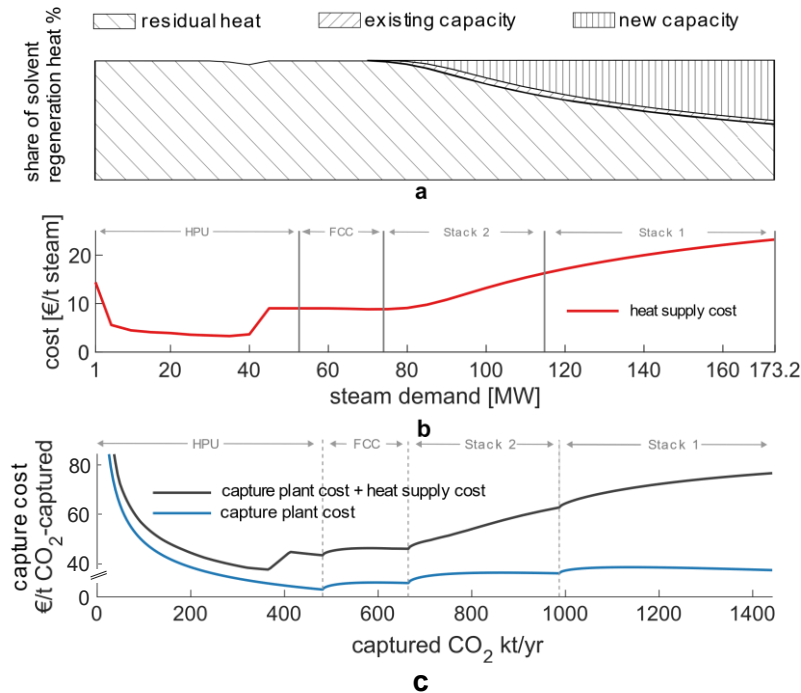 residual heat existing capacity new capacity
share of solvent
regeneration heat %
a
HPU FCC Stack 2 Stack 1
cost [€/t steam]
20
10
0
heat supply cost
1 20 40 60 80 100 120 140 160 173.2
steam demand [MW]
b
HPU FCC Stack 2 Stack 1
capture cost
€/t CO₂-captured
80
60
40
0
capture plant cost + heat supply cost
capture plant cost
0 200 400 600 800 1000 1200 1400
captured CO₂ kt/yr
c